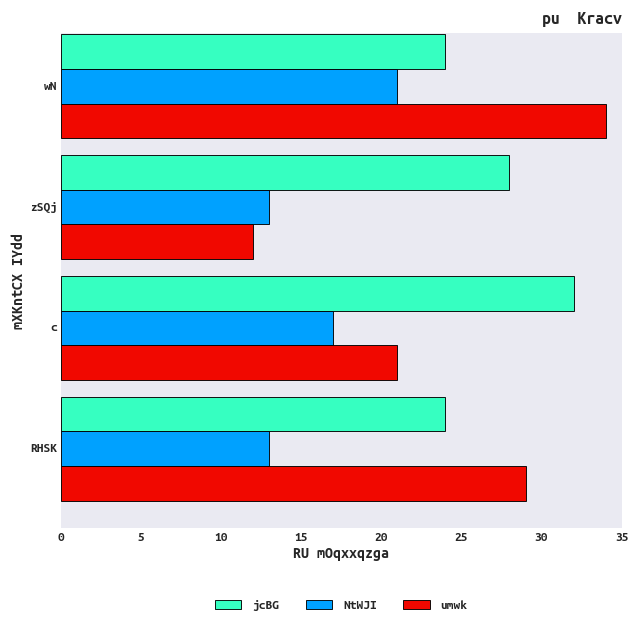 pu  Kracv
wN
zSQj
c
RHSK
mXKntCX IYdd
0 5 10 15 20 25 30 35
RU mOqxxqzga
jcBG NtWJI umwk